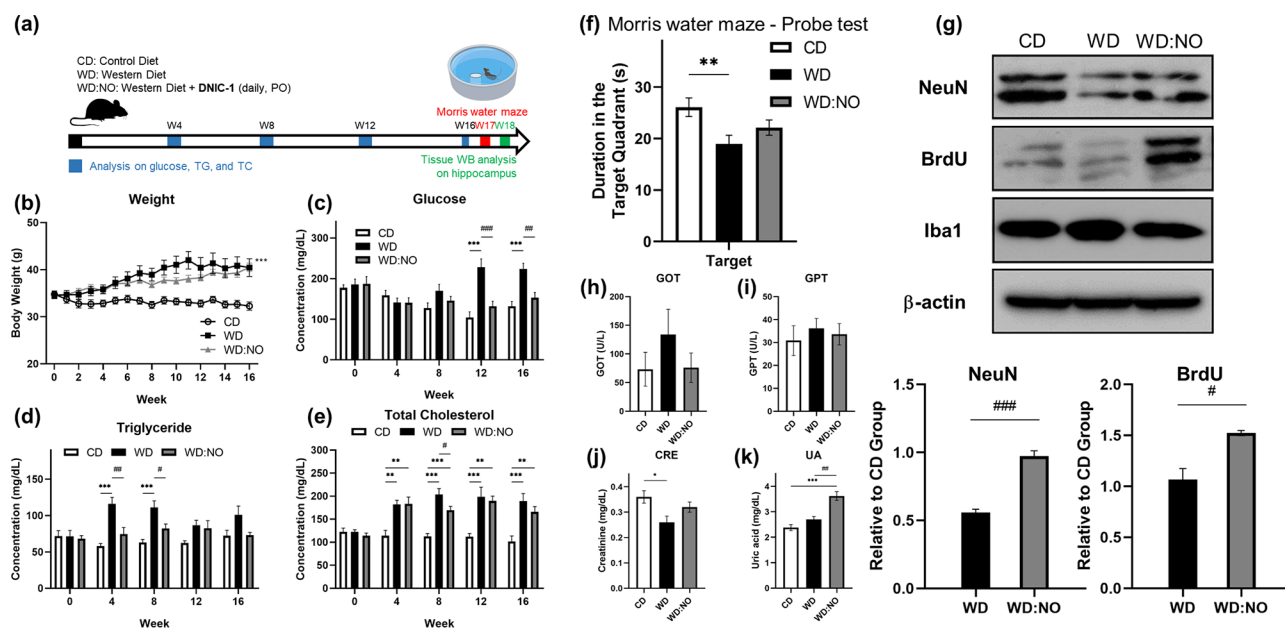 (a)
CD: Control Diet
WD: Western Diet
WD:NO: Western Diet + DNIC-1 (daily, PO)
Morris water maze
W4
W8
W12
W16
W17
W18
Analysis on glucose, TG, and TC
Tissue WB analysis
on hippocampus
(b)
Weight
Body Weight (g)
50
40
30
20
***
CD
WD
WD:NO
0 2 4 6 8 10 11 12 13 14 16
Week
(c)
Glucose
Concentration (mg/dL)
300
250
200
150
100
50
0
CD
WD
WD:NO
*** ### *** ##
0 4 8 12 16
Week
(d)
Triglyceride
CD WD WD:NO
Concentration (mg/dL)
200
150
100
75
50
25
0
*** ## *** #
0 4 8 12 16
Week
(e)
Total Cholesterol
CD WD WD:NO
Concentration (mg/dL)
300
250
200
150
100
50
0
** ** *** *** # *** ** *** **
0 4 8 12 16
Week
(f)
Morris water maze - Probe test
Duration in the
Target Quadrant (s)
40
30
20
10
0
**
CD
WD
WD:NO
Target
(g)
CD WD WD:NO
NeuN
BrdU
Iba1
β-actin
NeuN
Relative to CD Group
1.5
1.0
0.5
0.0
###
WD WD:NO
BrdU
Relative to CD Group
2.0
1.5
1.0
0.5
0.0
#
WD WD:NO
(h)
GOT
GOT (U/L)
200
150
100
50
0
CD
WD
WD:NO
(i)
GPT
GPT (U/L)
50
40
30
20
10
0
CD
WD
WD:NO
(j)
CRE
Creatinine (mg/dL)
0.5
0.4
0.3
0.2
0.1
0.0
*
CD
WD
WD:NO
(k)
UA
Uric acid (mg/dL)
4
3
2
1
0
***
##
CD
WD
WD:NO